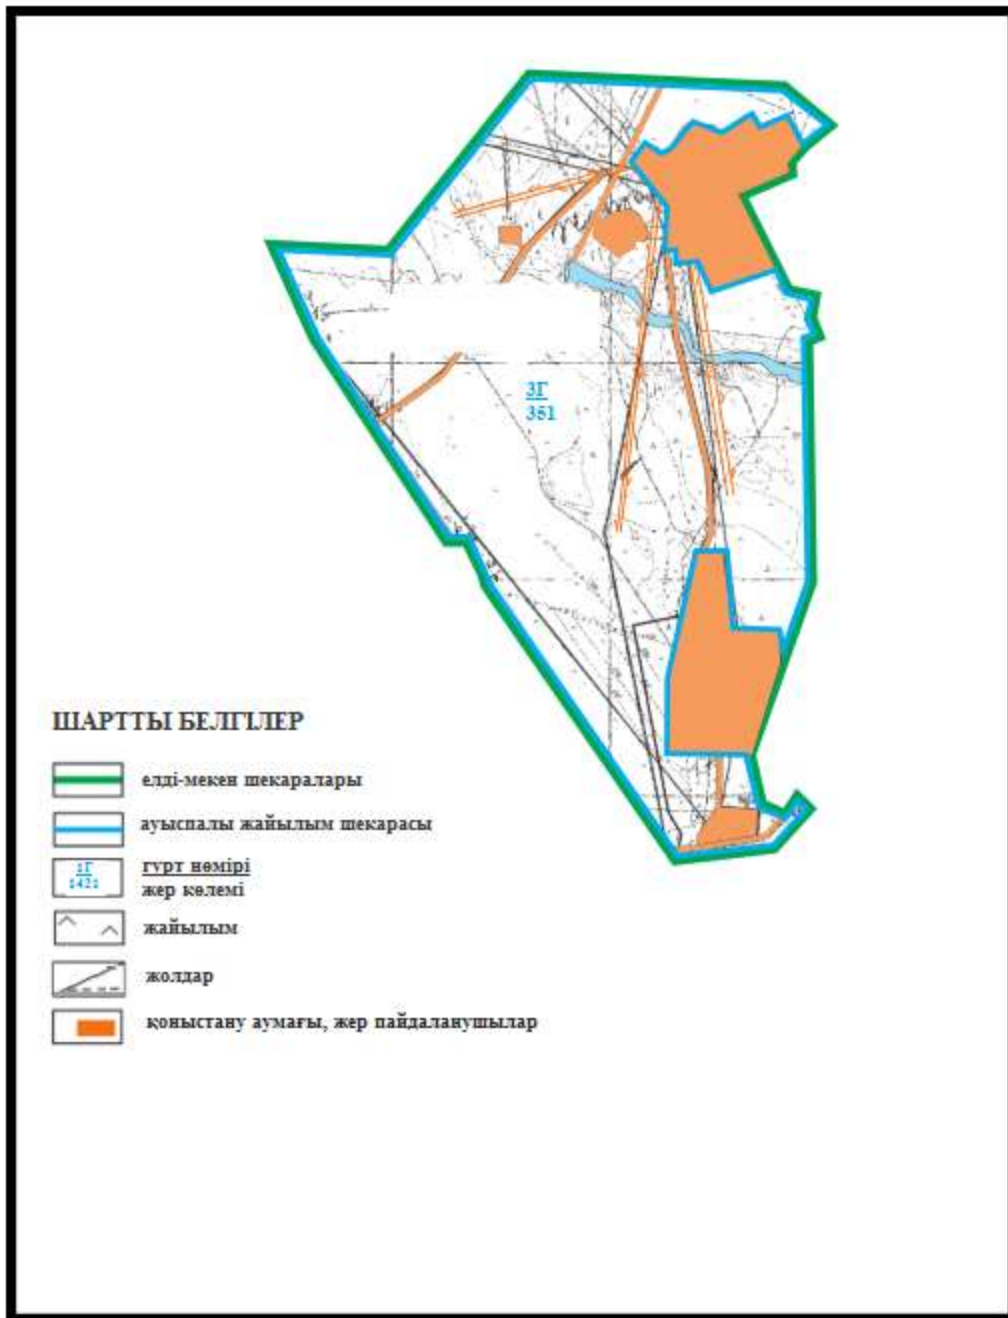 3Г
351
ШАРТТЫ БЕЛГІЛЕР
елді-мекен шекаралары
ауыспалы жайылым шекарасы
1Г
1421
гурт нөмірі
жер көлемі
жайылым
жолдар
қоныстану аумағы, жер пайдаланушылар